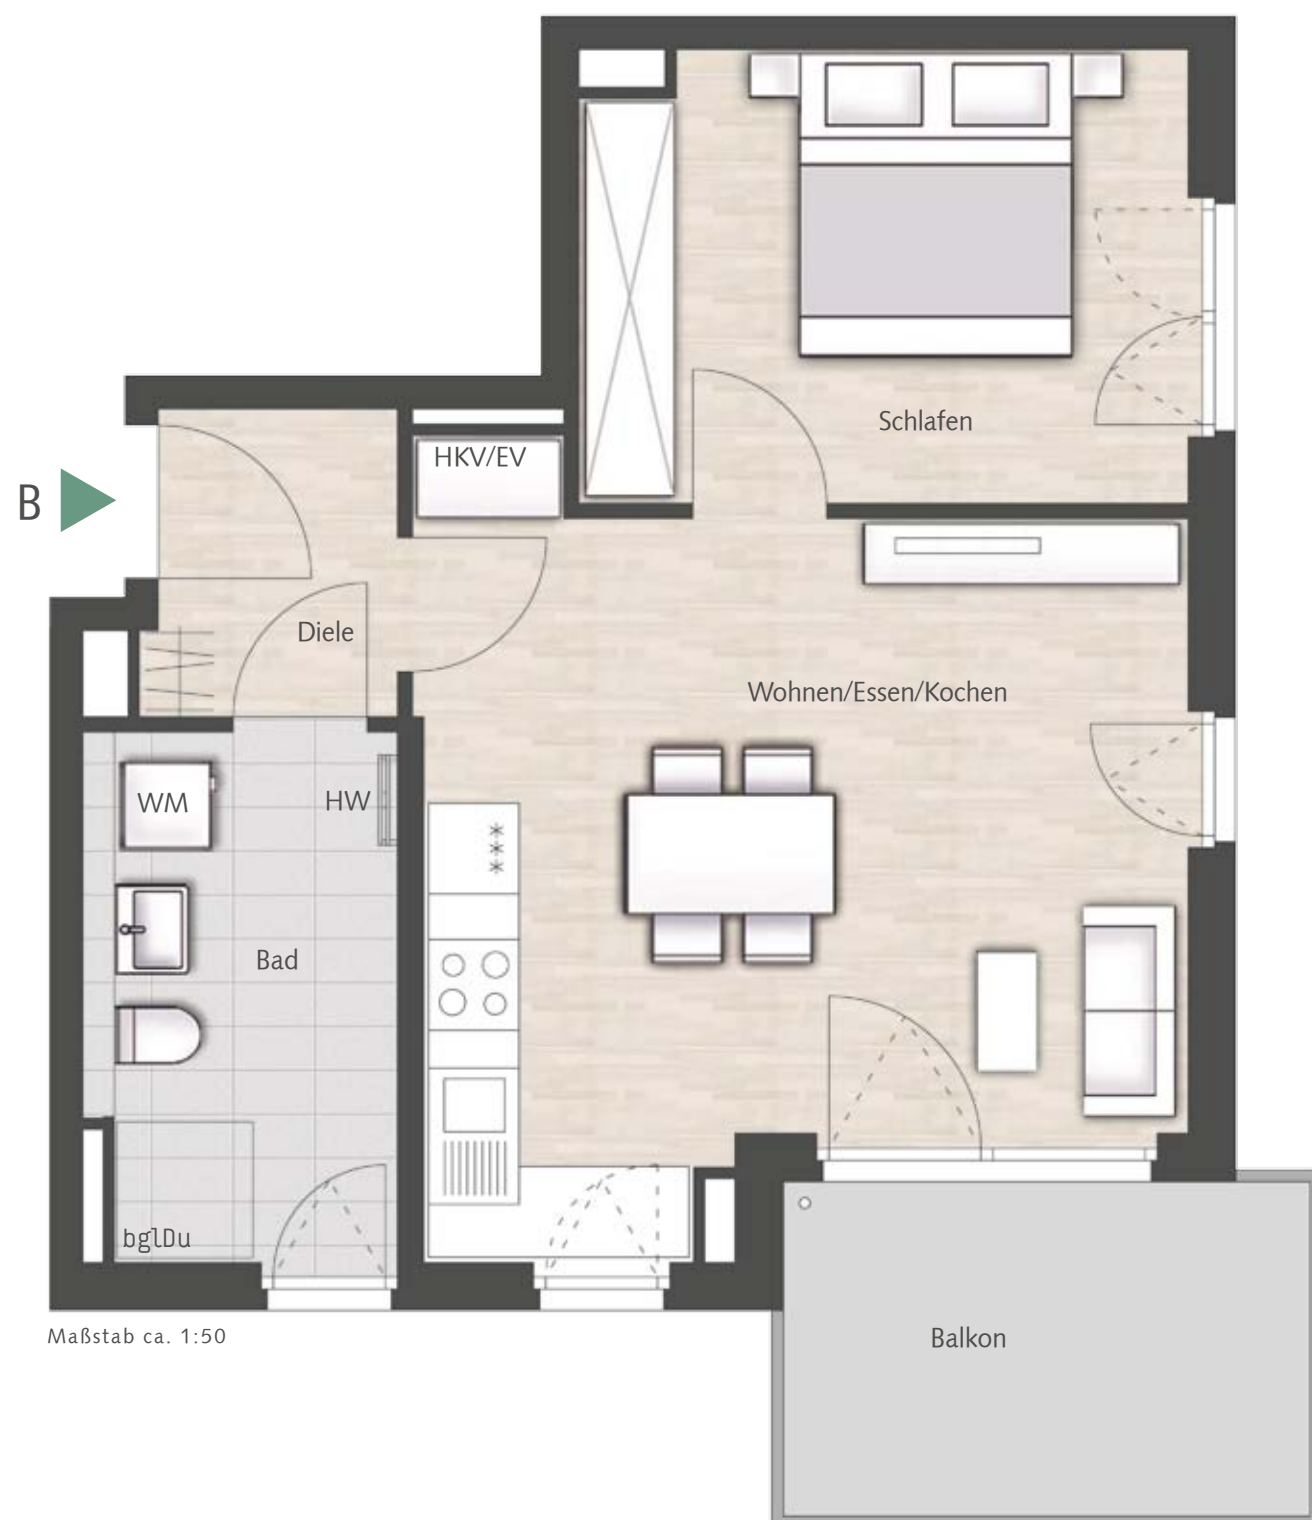 Schlafen
HKV/EV
B
Diele
Wohnen/Essen/Kochen
WM
HW
Bad
bglDu
Maßstab ca. 1:50
Balkon